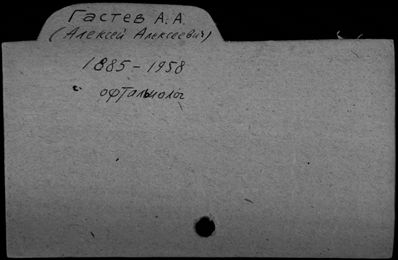 Гастев А.А.
(Алексей Алексеевич)
1885-1958
офтальмолог